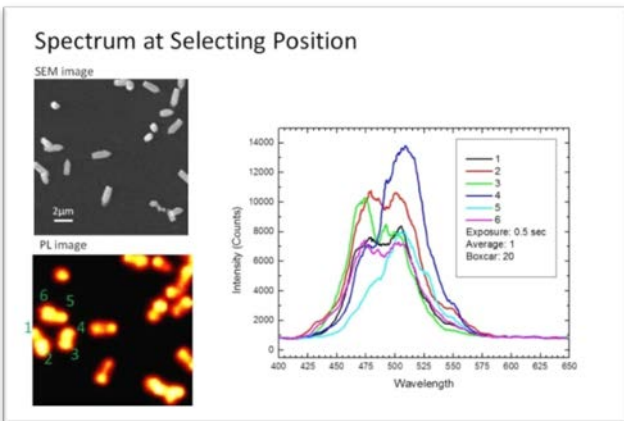 Spectrum at Selecting Position
SEM image
2μm
PL image
6
5
1
4
2
3
Intensity (Counts)
14000
12000
10000
8000
6000
4000
2000
0
1
2
3
4
5
6
Exposure: 0.5 sec
Average: 1
Boxcar: 20
400 425 450 475 500 525 550 575 600 625 650
Wavelength